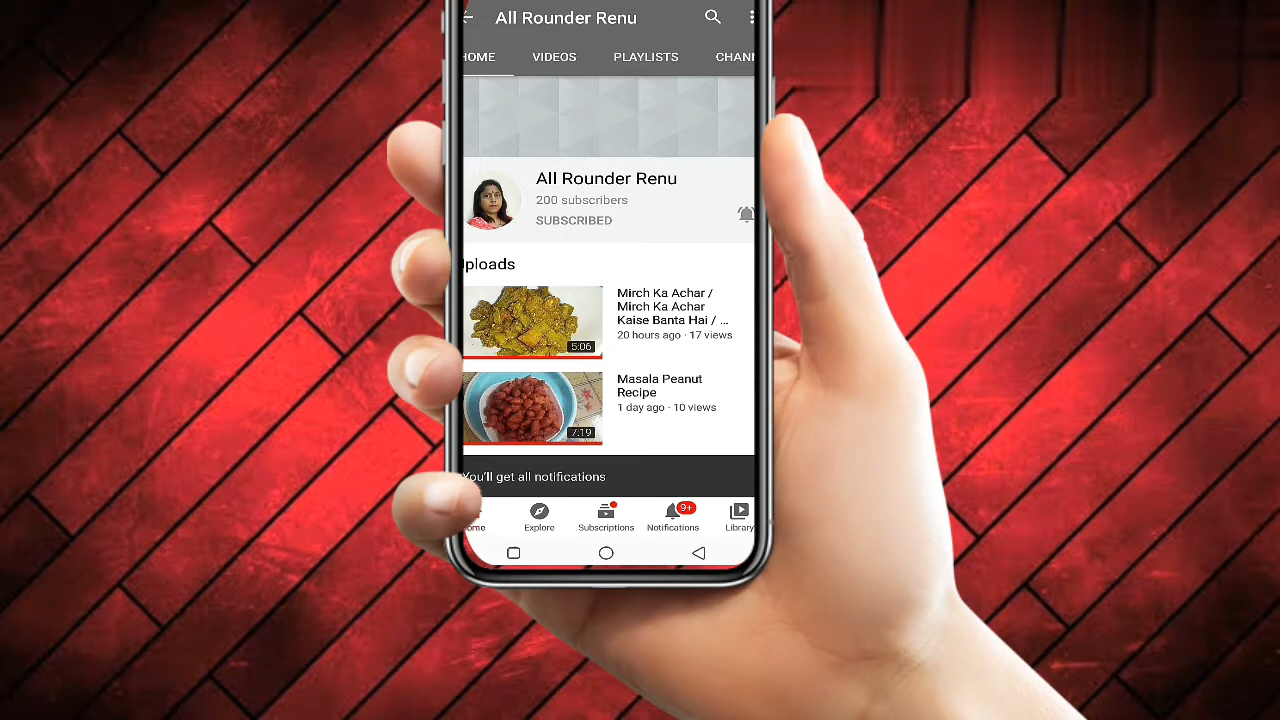 All Rounder Renu
HOME VIDEOS PLAYLISTS CHANN
All Rounder Renu
200 subscribers
SUBSCRIBED
Uploads
Mirch Ka Achar /
Mirch Ka Achar
Kaise Banta Hai / ...
20 hours ago · 17 views
5:06
Masala Peanut
Recipe
1 day ago · 10 views
7:19
You'll get all notifications
9+
ome Explore Subscriptions Notifications Library